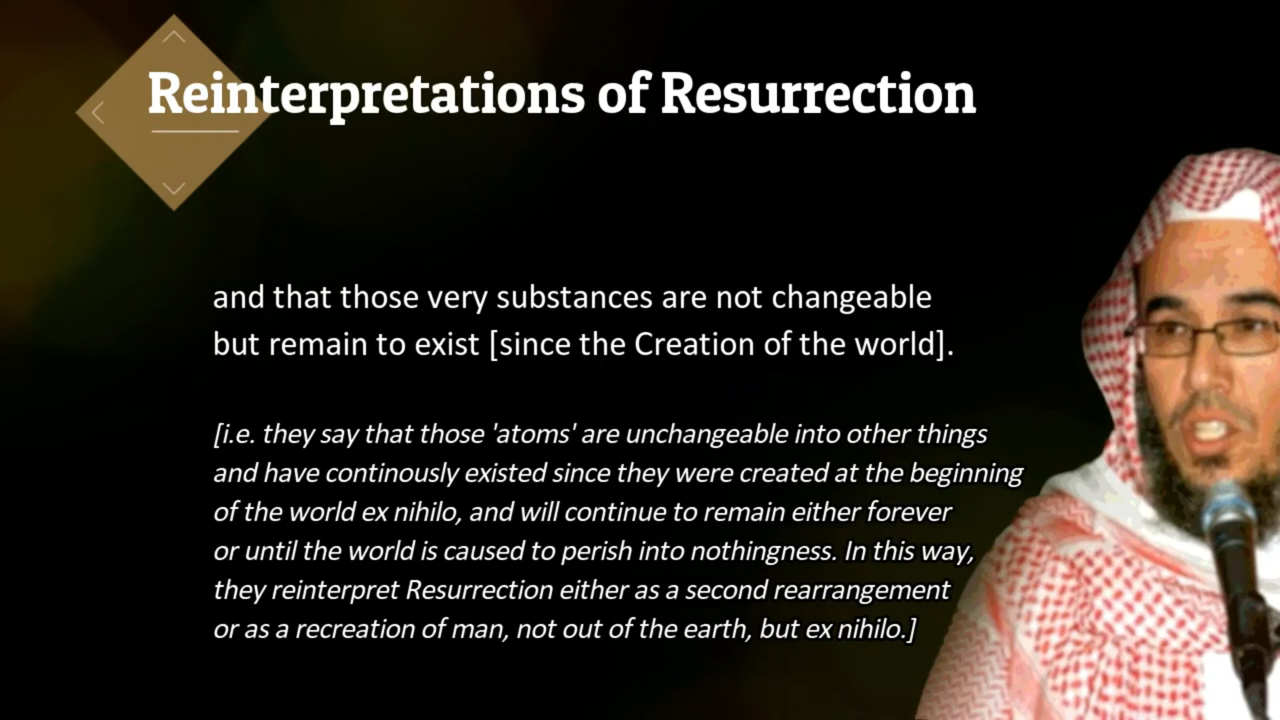 Reinterpretations of Resurrection
and that those very substances are not changeable
but remain to exist [since the Creation of the world].
[i.e. they say that those 'atoms' are unchangeable into other things
and have continously existed since they were created at the beginning
of the world ex nihilo, and will continue to remain either forever
or until the world is caused to perish into nothingness. In this way,
they reinterpret Resurrection either as a second rearrangement
or as a recreation of man, not out of the earth, but ex nihilo.]